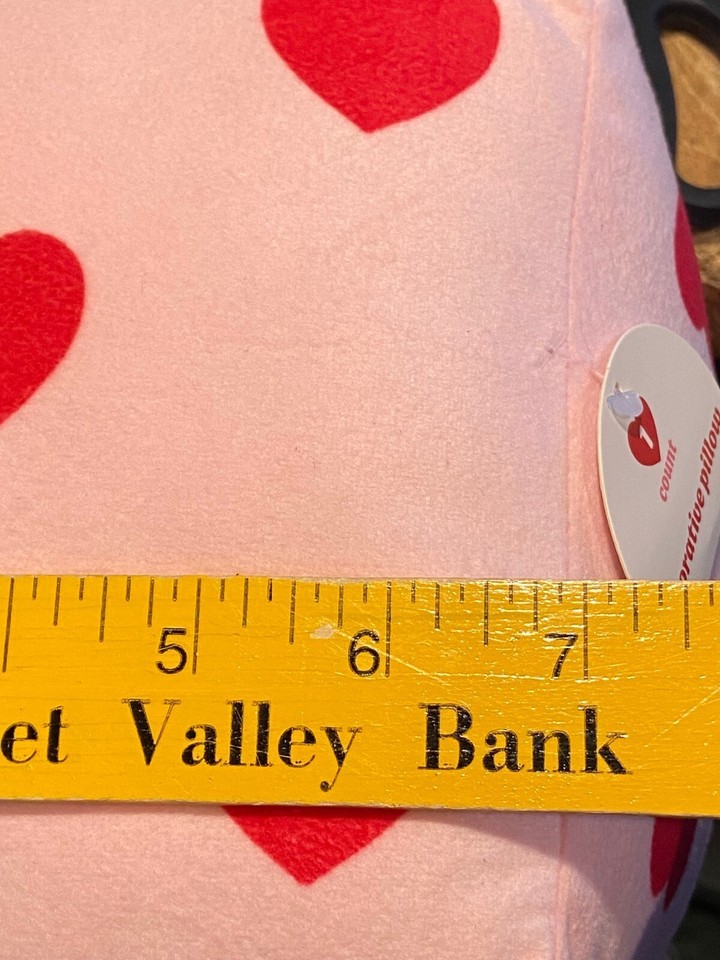 1
count
orative pillow
5 6 7
et Valley Bank